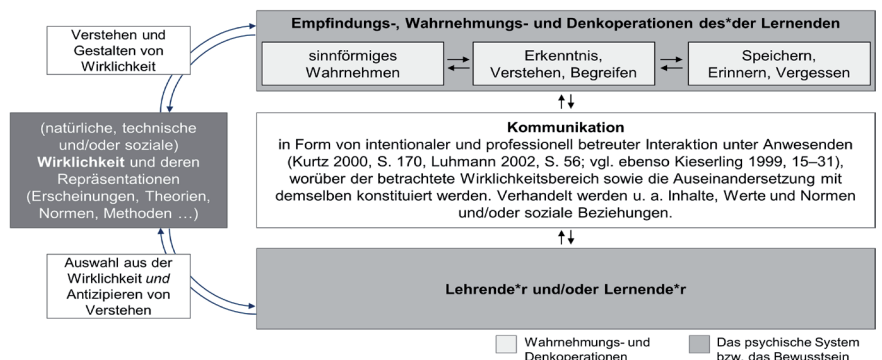 Verstehen und
Gestalten von
Wirklichkeit
Empfindungs-, Wahrnehmungs- und Denkoperationen des*der Lernenden
sinnförmiges
Wahrnehmen
Erkenntnis,
Verstehen, Begreifen
Speichern,
Erinnern, Vergessen
(natürliche, technische
und/oder soziale)
Wirklichkeit und deren
Repräsentationen
(Erscheinungen, Theorien,
Normen, Methoden …)
Kommunikation
in Form von intentionaler und professionell betreuter Interaktion unter Anwesenden
(Kurtz 2000, S. 170, Luhmann 2002, S. 56; vgl. ebenso Kieserling 1999, 15–31),
worüber der betrachtete Wirklichkeitsbereich sowie die Auseinandersetzung mit
demselben konstituiert werden. Verhandelt werden u. a. Inhalte, Werte und Normen
und/oder soziale Beziehungen.
Auswahl aus der
Wirklichkeit und
Antizipieren von
Verstehen
Lehrende*r und/oder Lernende*r
Wahrnehmungs- und
Denkoperationen
Das psychische System
bzw. das Bewusstsein